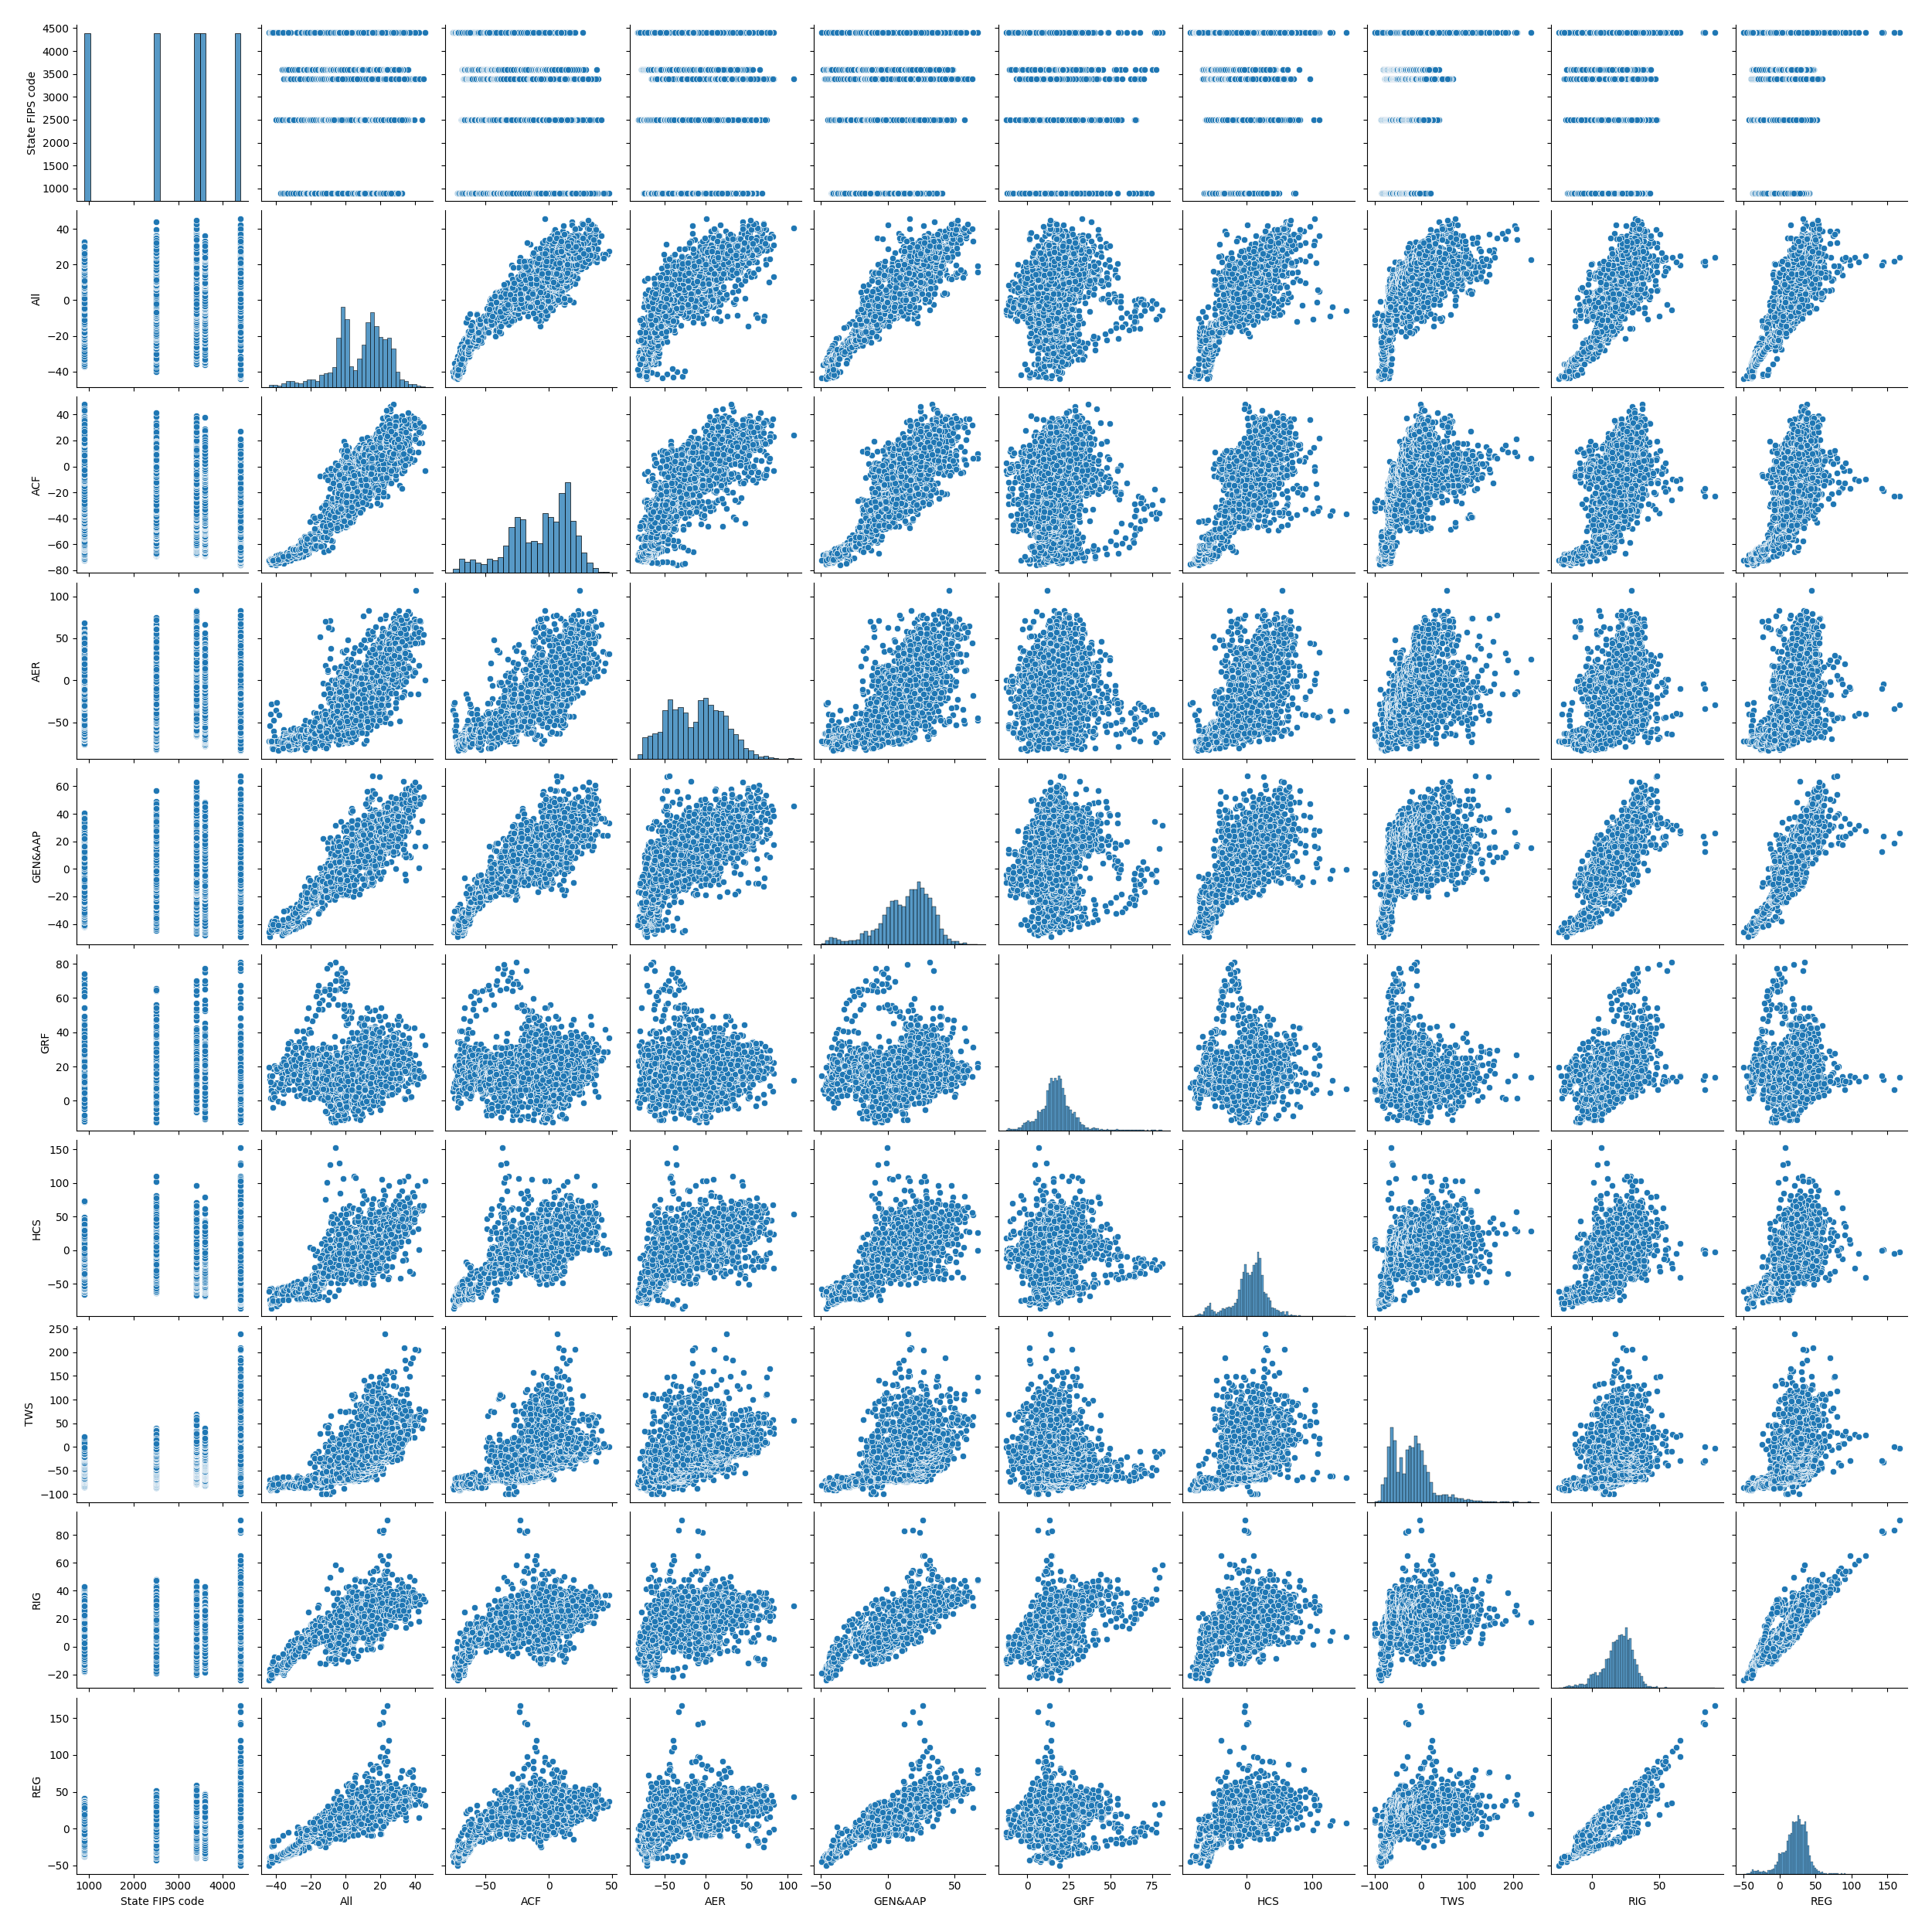 4500
4000
3500
3000
2500
2000
1500
1000
State FIPS code
40
20
0
−20
−40
All
40
20
0
−20
−40
−60
−80
ACF
100
50
0
−50
AER
60
40
20
0
−20
−40
GEN&AAP
80
60
40
20
0
GRF
150
100
50
0
−50
HCS
250
200
150
100
50
0
−50
−100
TWS
80
60
40
20
0
−20
RIG
150
100
50
0
−50
REG
1000 2000 3000 4000
State FIPS code
−40 −20 0 20 40
All
−50 0 50
ACF
−50 0 50 100
AER
−50 0 50
GEN&AAP
0 25 50 75
GRF
0 100
HCS
−100 0 100 200
TWS
0 50
RIG
−50 0 50 100 150
REG